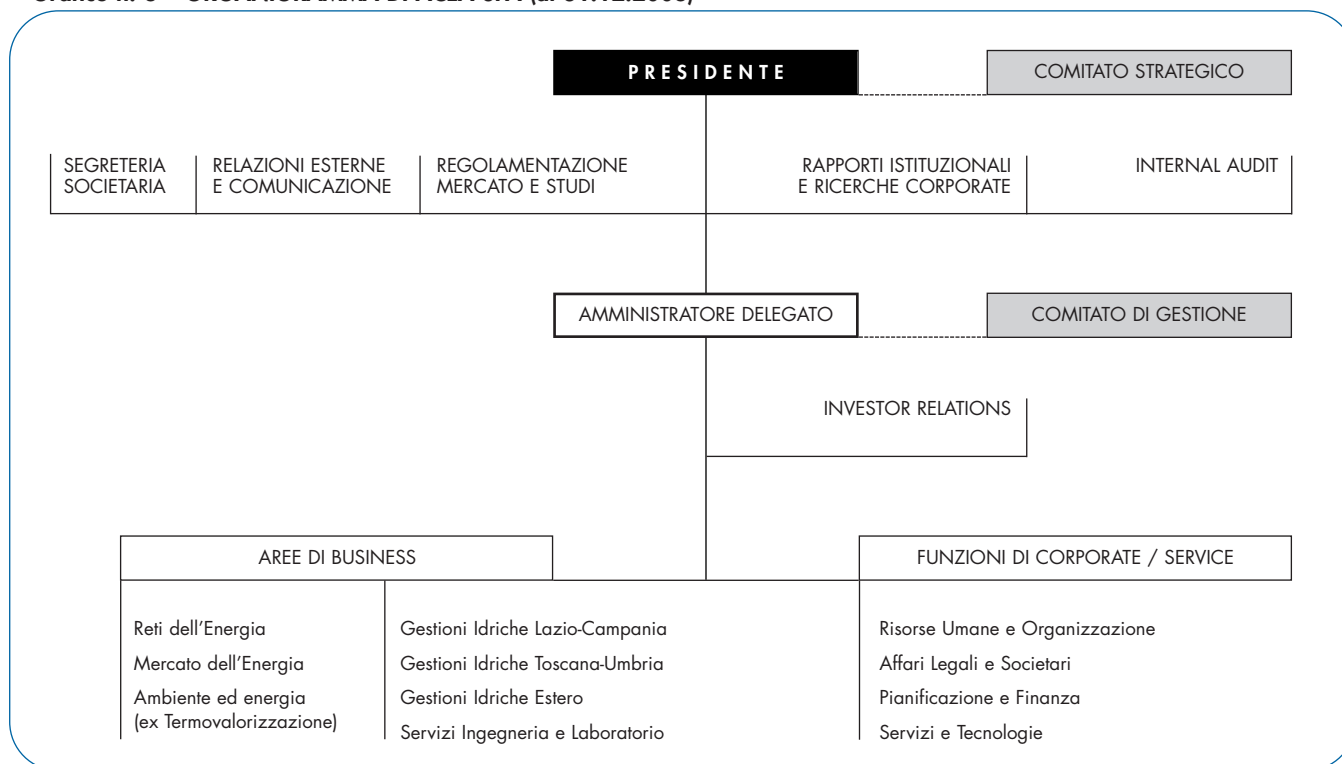 PRESIDENTE
COMITATO STRATEGICO
SEGRETERIA
SOCIETARIA
RELAZIONI ESTERNE
E COMUNICAZIONE
REGOLAMENTAZIONE
MERCATO E STUDI
RAPPORTI ISTITUZIONALI
E RICERCHE CORPORATE
INTERNAL AUDIT
AMMINISTRATORE DELEGATO
COMITATO DI GESTIONE
INVESTOR RELATIONS
AREE DI BUSINESS
Reti dell’Energia
Mercato dell’Energia
Ambiente ed energia
(ex Termovalorizzazione)
Gestioni Idriche Lazio-Campania
Gestioni Idriche Toscana-Umbria
Gestioni Idriche Estero
Servizi Ingegneria e Laboratorio
FUNZIONI DI CORPORATE / SERVICE
Risorse Umane e Organizzazione
Affari Legali e Societari
Pianificazione e Finanza
Servizi e Tecnologie